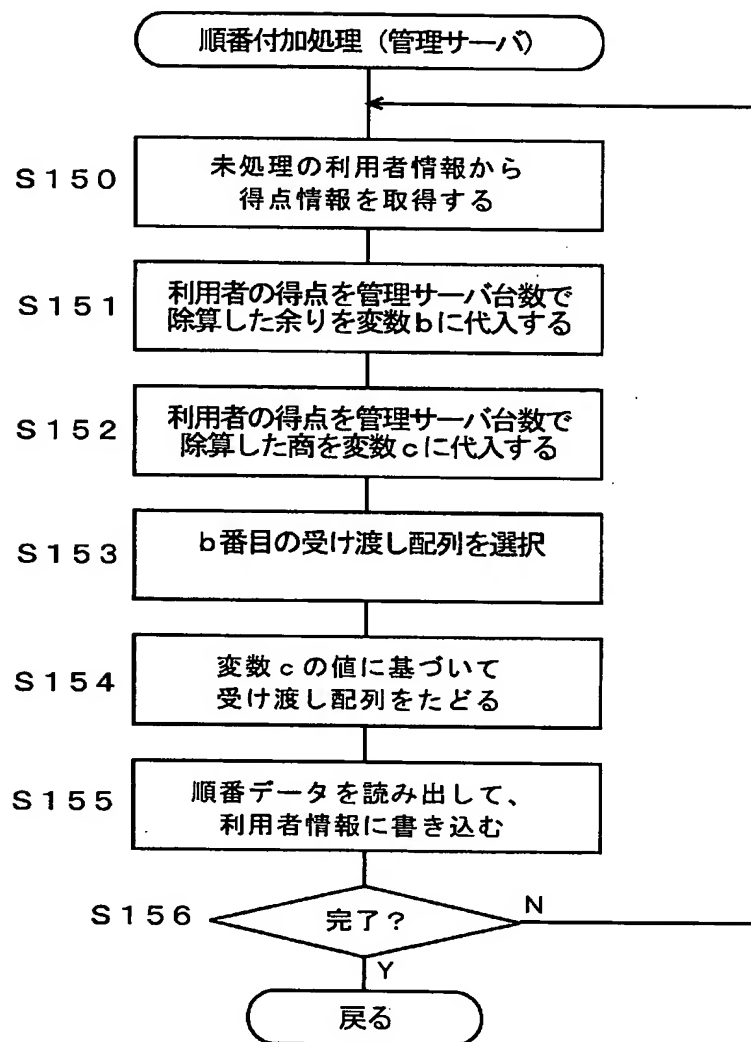 順番付加処理（管理サーバ）
S150
未処理の利用者情報から
得点情報を取得する
S151
利用者の得点を管理サーバ台数で
除算した余りを変数bに代入する
S152
利用者の得点を管理サーバ台数で
除算した商を変数cに代入する
S153
b番目の受け渡し配列を選択
S154
変数cの値に基づいて
受け渡し配列をたどる
S155
順番データを読み出して、
利用者情報に書き込む
S156
完了？
N
Y
戻る